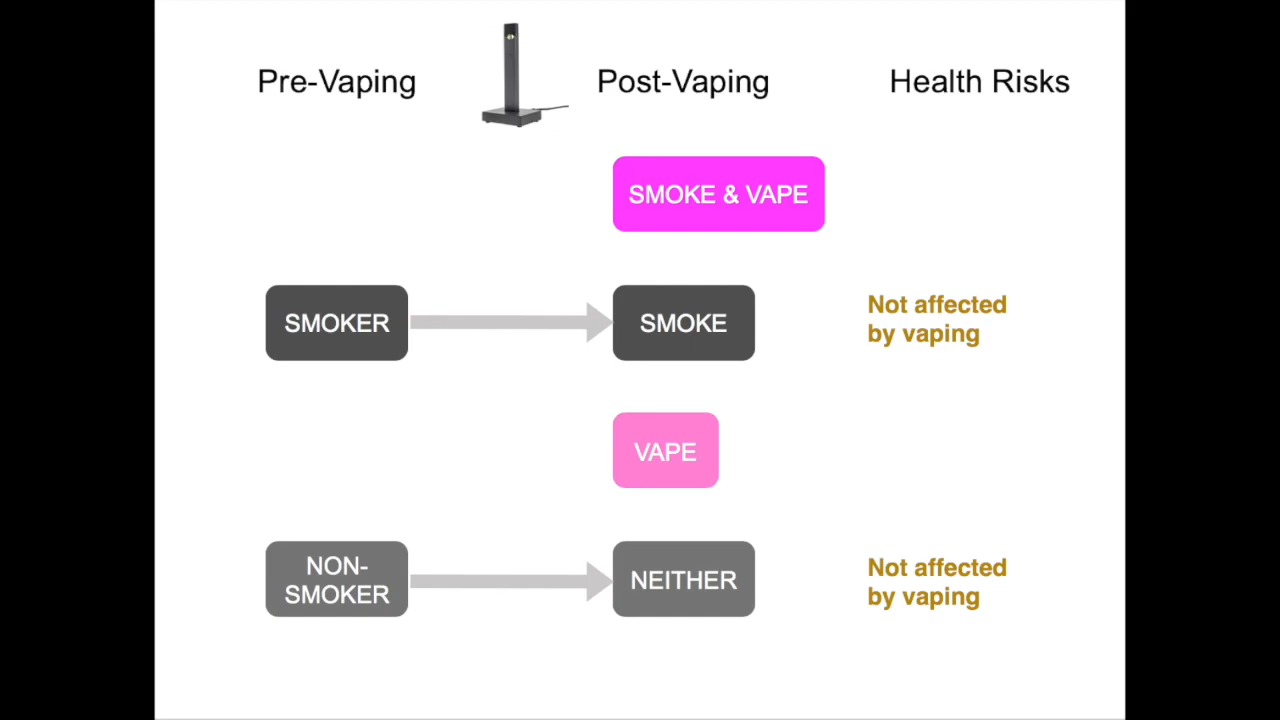 Pre-Vaping
Post-Vaping
Health Risks
SMOKE & VAPE
SMOKER
SMOKE
Not affected
by vaping
VAPE
NON-
SMOKER
NEITHER
Not affected
by vaping